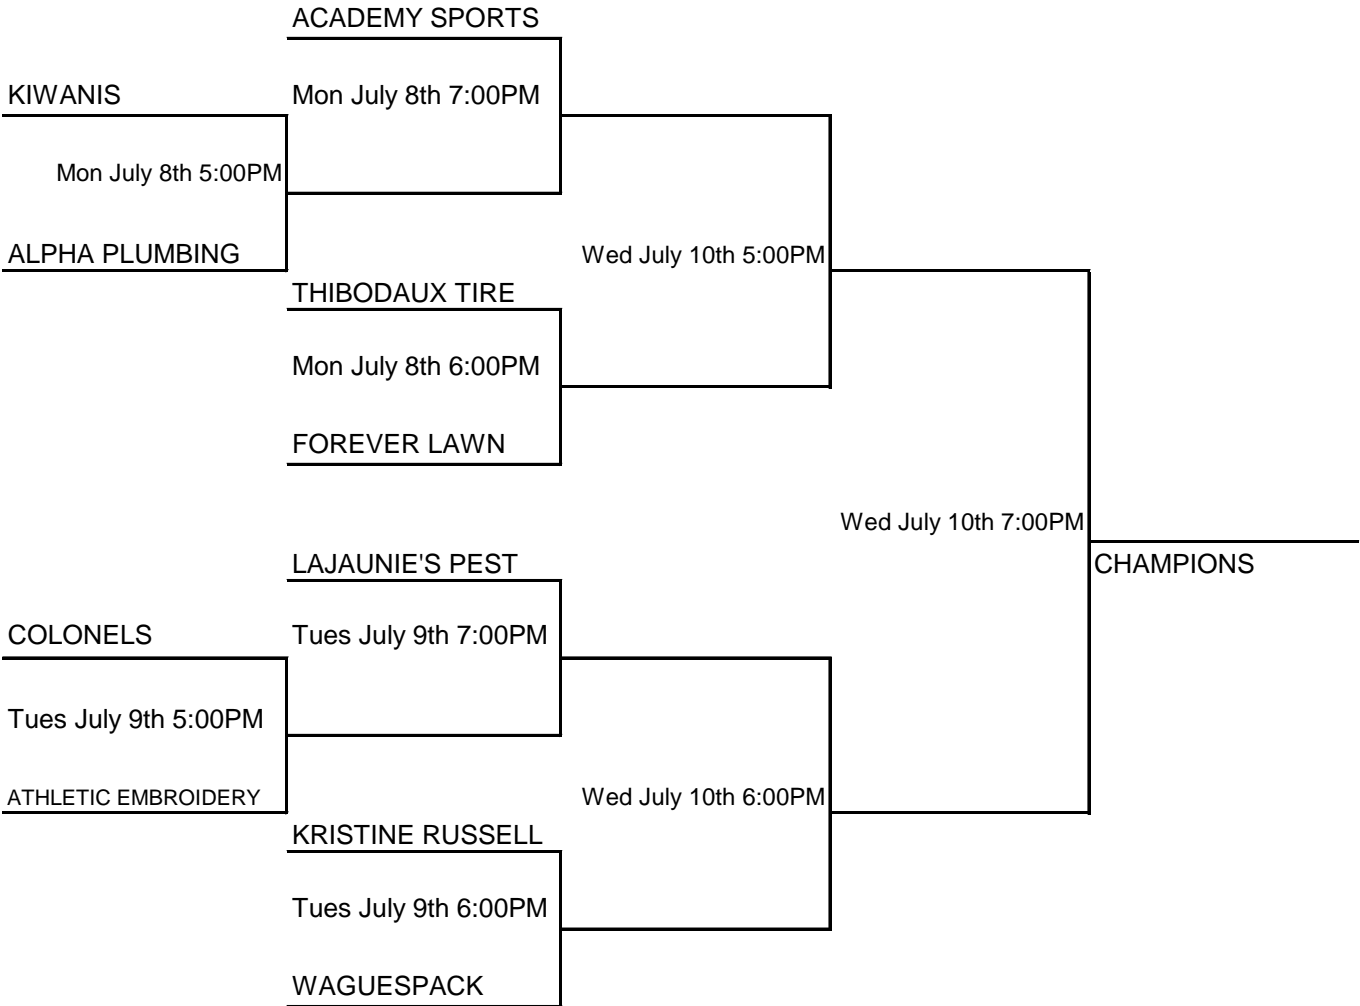 ACADEMY SPORTS
KIWANIS
Mon July 8th 7:00PM
Mon July 8th 5:00PM
ALPHA PLUMBING
Wed July 10th 5:00PM
THIBODAUX TIRE
Mon July 8th 6:00PM
FOREVER LAWN
Wed July 10th 7:00PM
LAJAUNIE'S PEST
CHAMPIONS
COLONELS
Tues July 9th 7:00PM
Tues July 9th 5:00PM
ATHLETIC EMBROIDERY
Wed July 10th 6:00PM
KRISTINE RUSSELL
Tues July 9th 6:00PM
WAGUESPACK